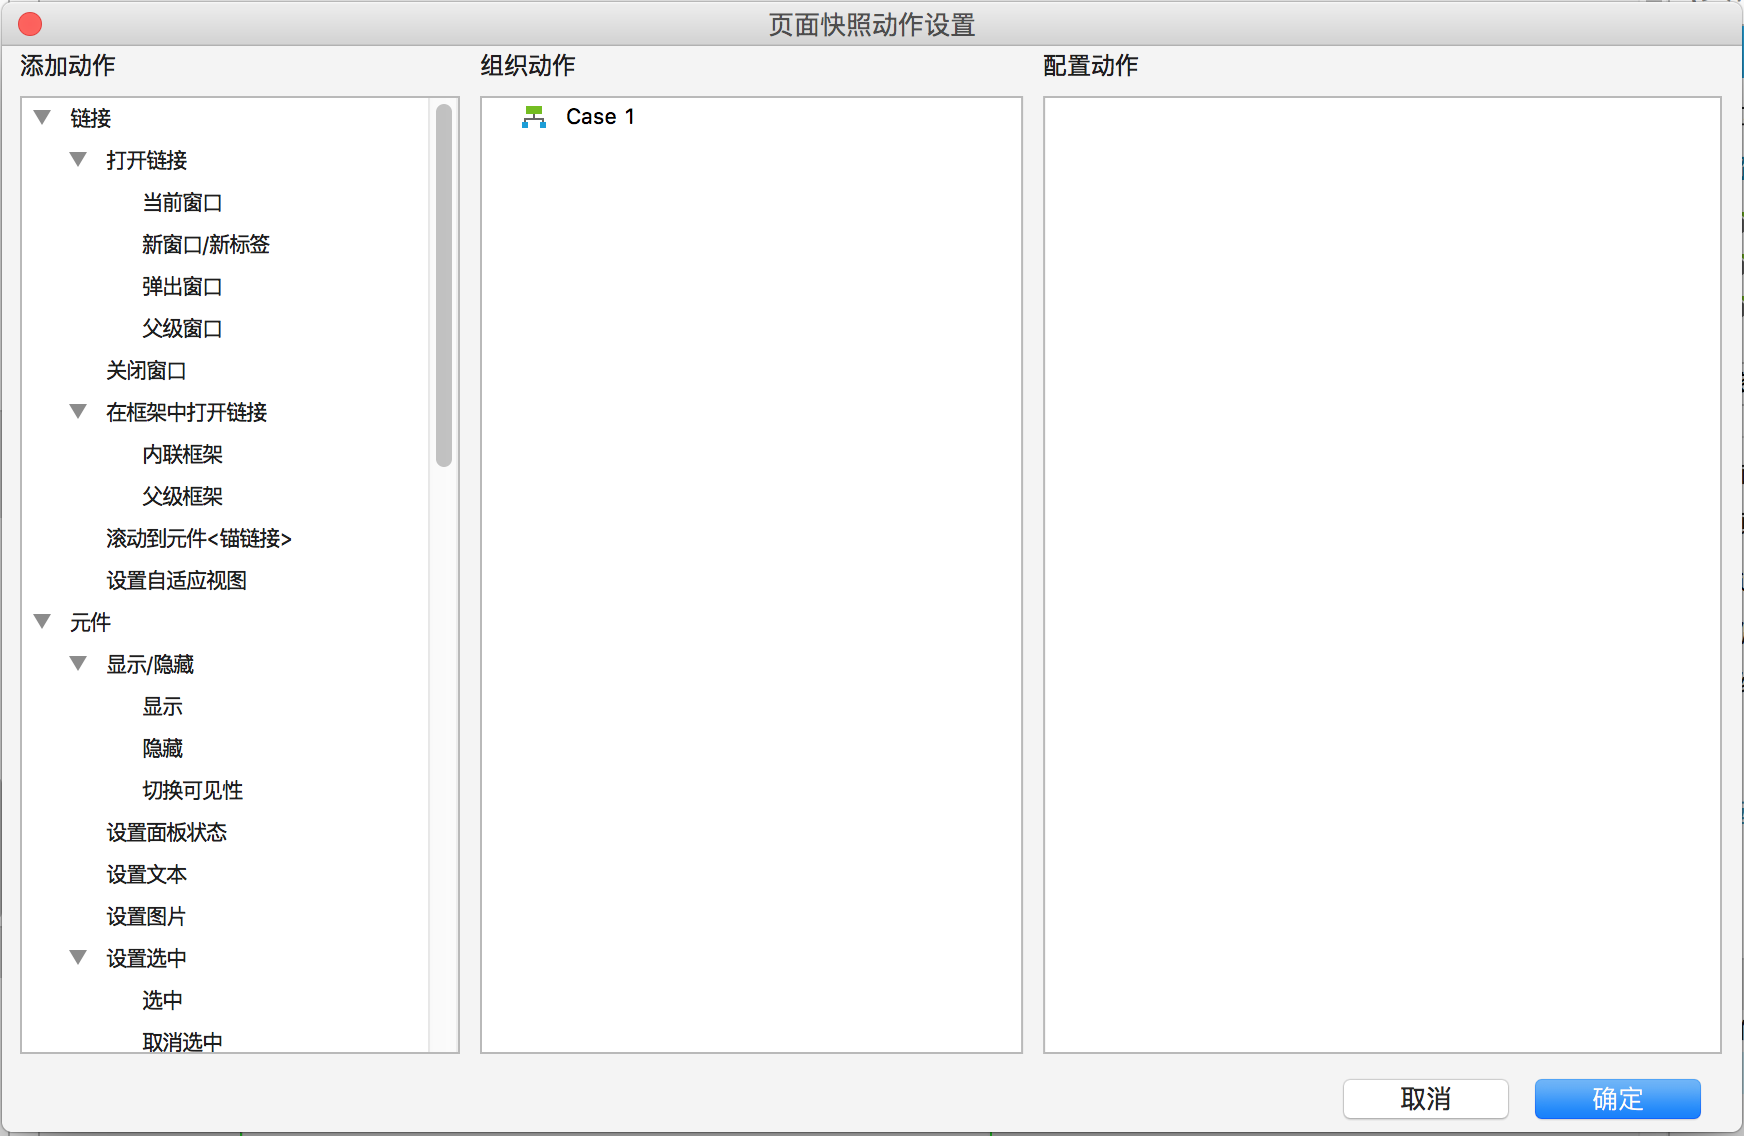 页面快照动作设置
添加动作
链接
打开链接
当前窗口
新窗口/新标签
弹出窗口
父级窗口
关闭窗口
在框架中打开链接
内联框架
父级框架
滚动到元件<锚链接>
设置自适应视图
元件
显示/隐藏
显示
隐藏
切换可见性
设置面板状态
设置文本
设置图片
设置选中
选中
取消选中
组织动作
Case 1
配置动作
取消
确定